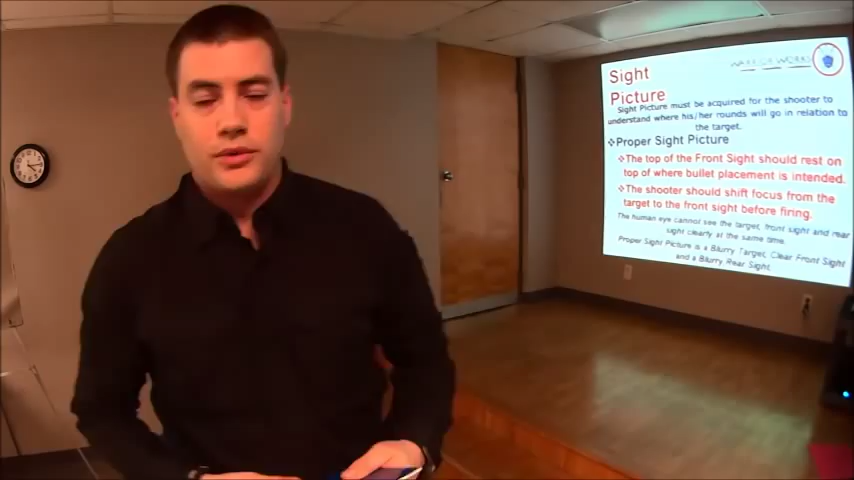 WARRIOR WORKS
Sight
Picture
Sight Picture must be acquired for the shooter to
understand where his/her rounds will go in relation to
the target.
Proper Sight Picture
The top of the Front Sight should rest on
top of where bullet placement is intended.
The shooter should shift focus from the
target to the front sight before firing.
The human eye cannot see the target, front sight and rear
sight clearly at the same time.
Proper Sight Picture is a Blurry Target, Clear Front Sight
and a Blurry Rear Sight.